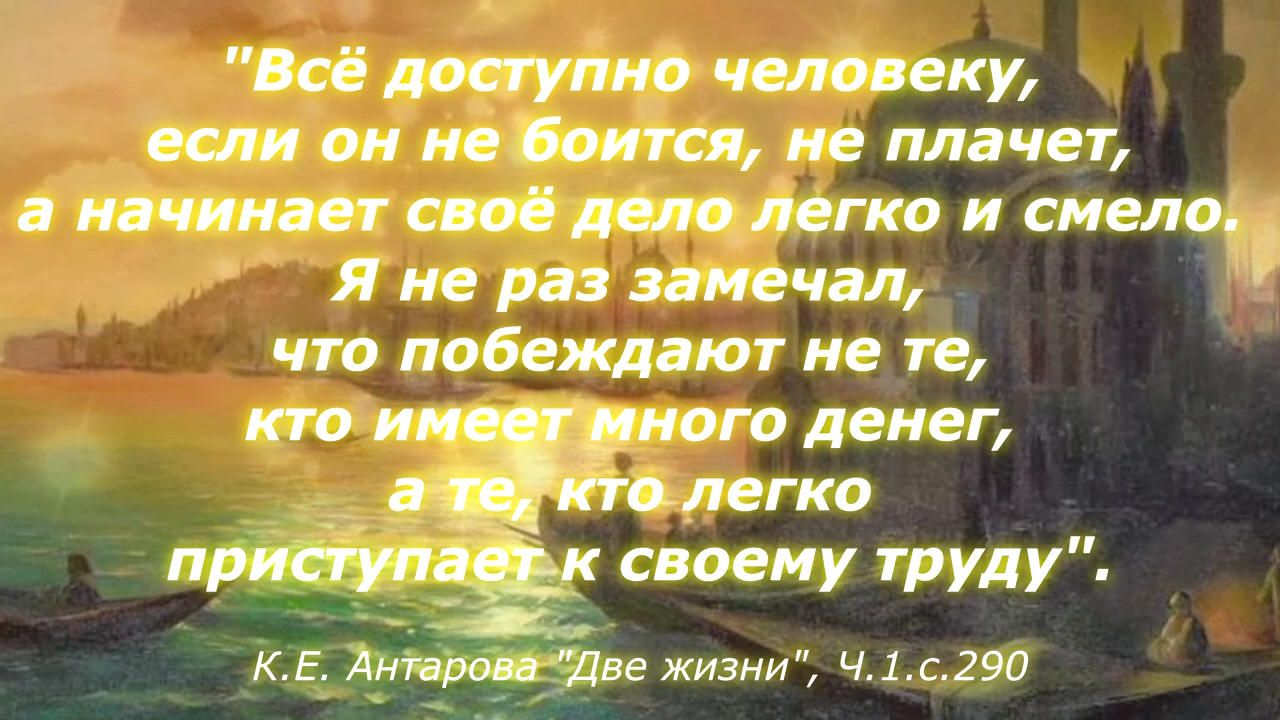 "Всё доступно человеку,
если он не боится, не плачет,
а начинает своё дело легко и смело.
Я не раз замечал,
что побеждают не те,
кто имеет много денег,
а те, кто легко
приступает к своему труду".
К.Е. Антарова "Две жизни", Ч.1.с.290